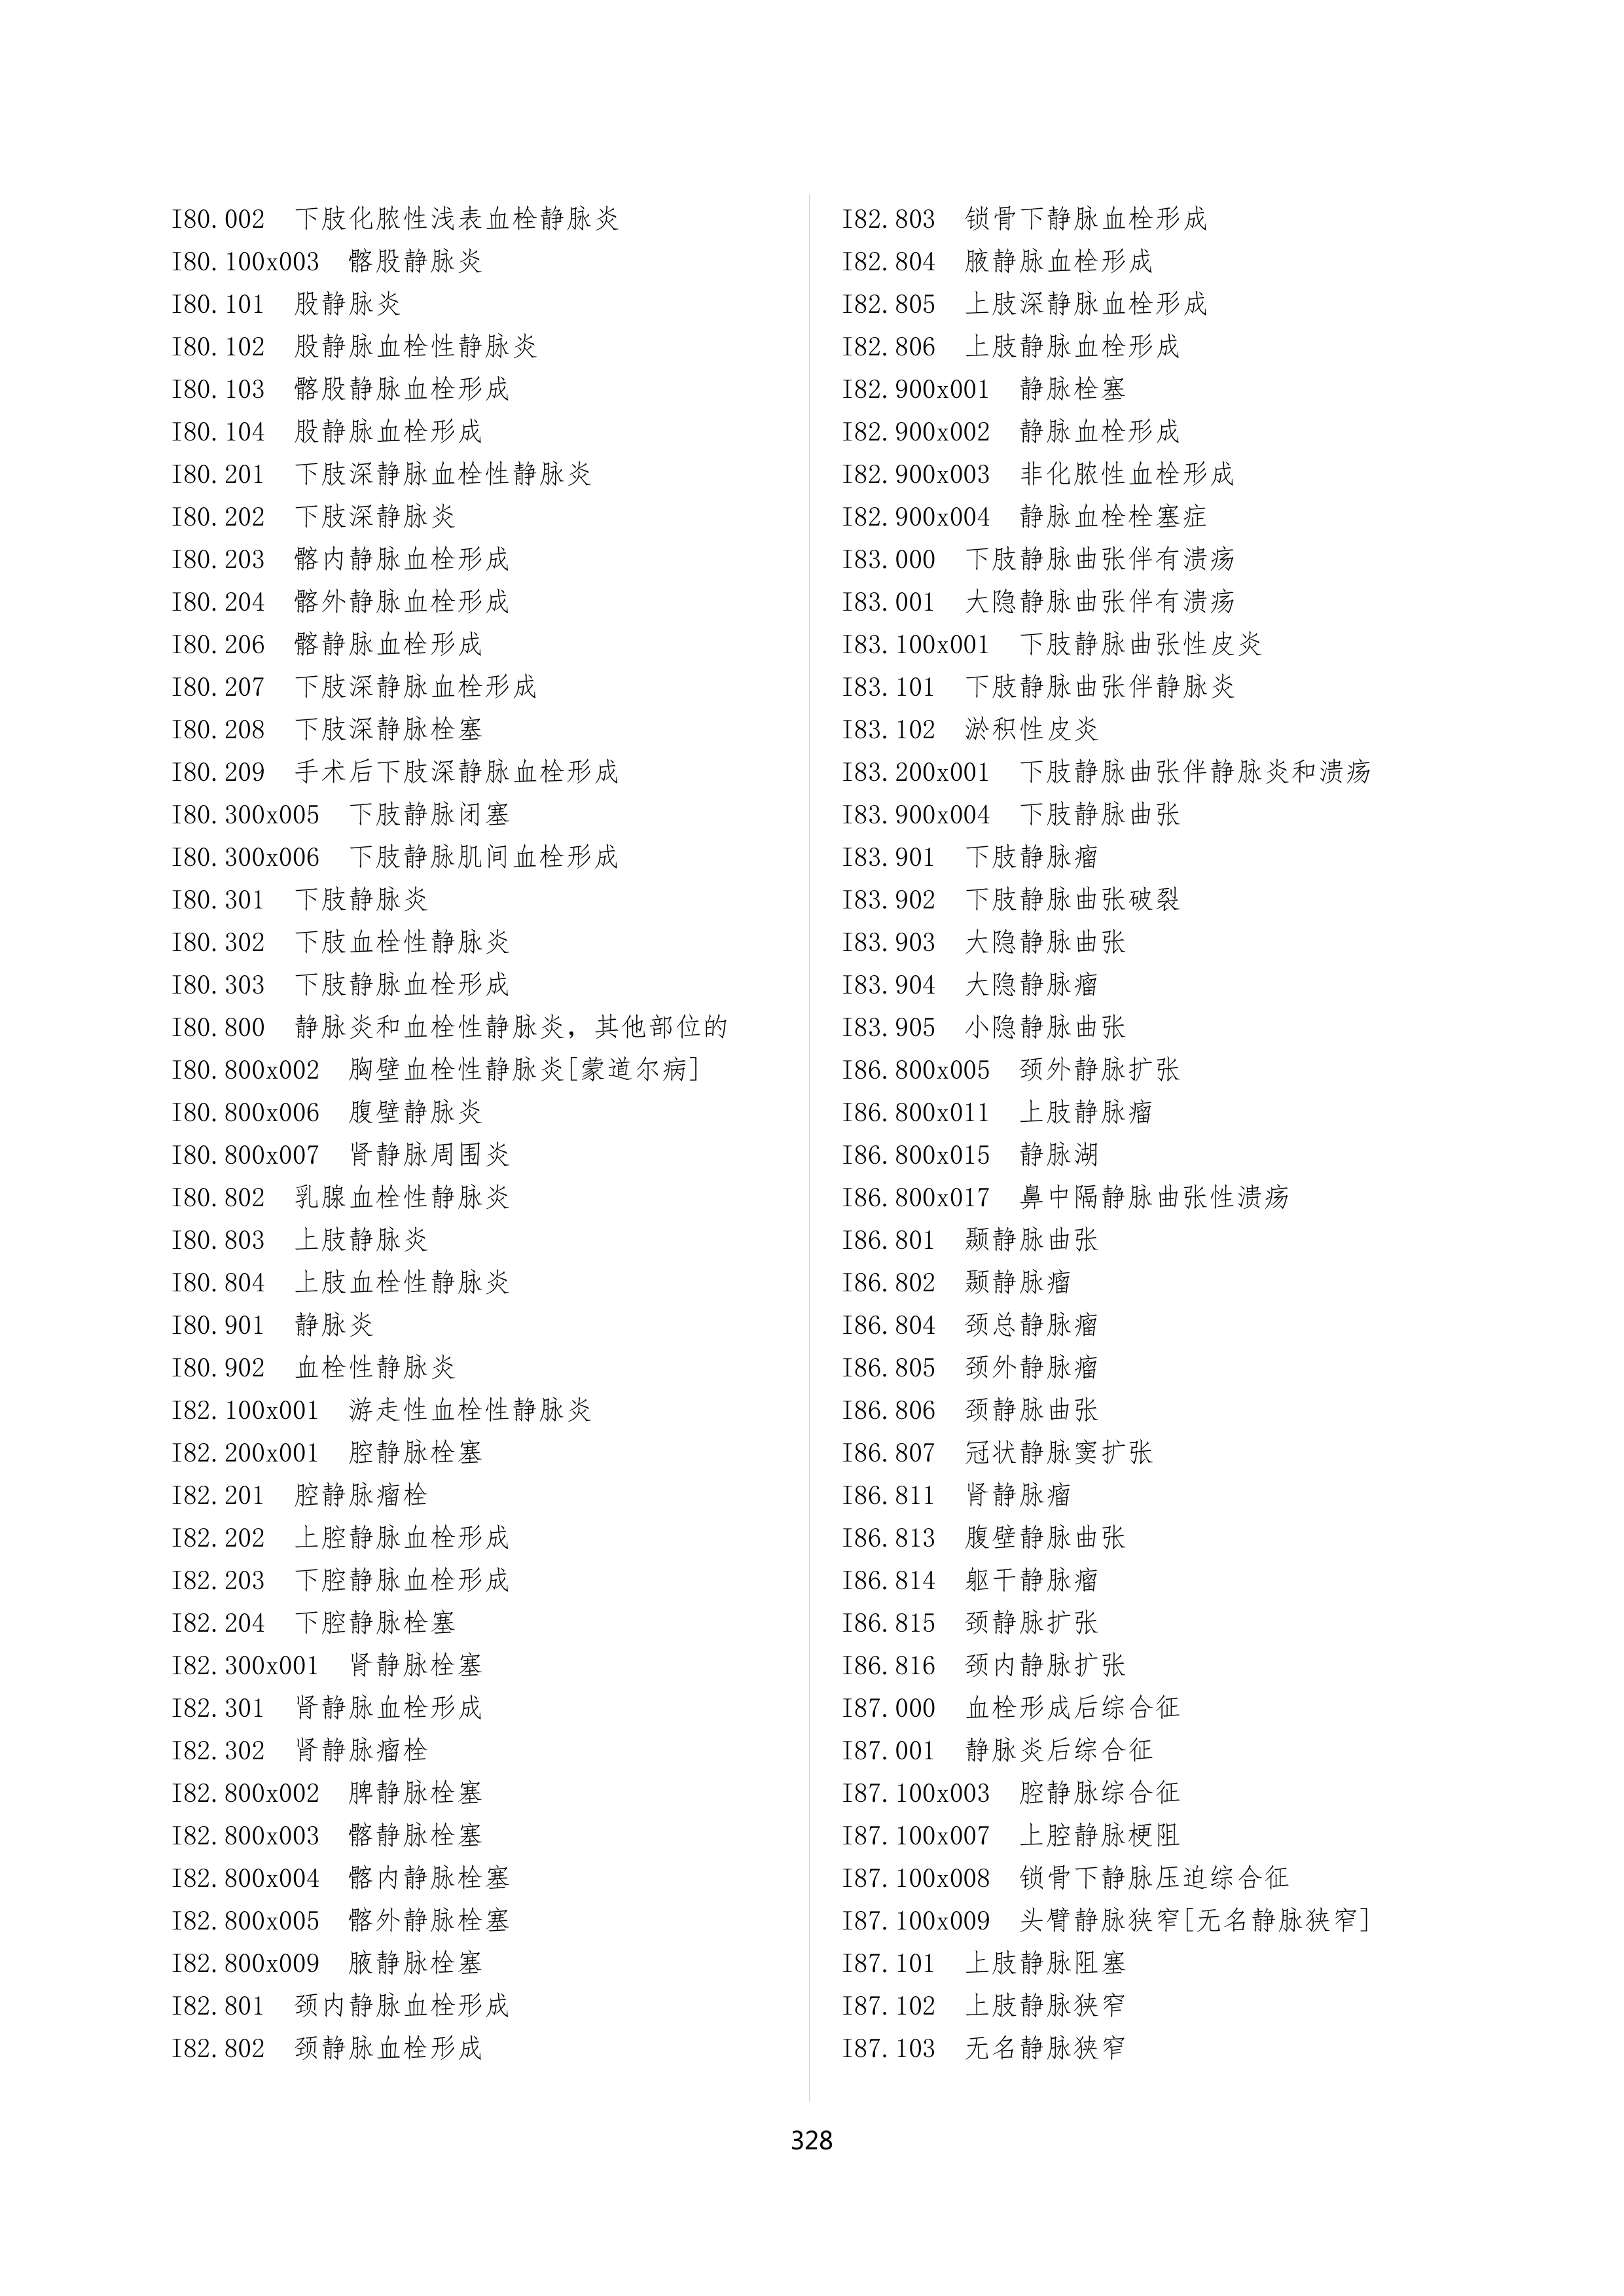 I80.002 下肢化脓性浅表血栓静脉炎
I80.100x003 髂股静脉炎
I80.101 股静脉炎
I80.102 股静脉血栓性静脉炎
I80.103 髂股静脉血栓形成
I80.104 股静脉血栓形成
I80.201 下肢深静脉血栓性静脉炎
I80.202 下肢深静脉炎
I80.203 髂内静脉血栓形成
I80.204 髂外静脉血栓形成
I80.206 髂静脉血栓形成
I80.207 下肢深静脉血栓形成
I80.208 下肢深静脉栓塞
I80.209 手术后下肢深静脉血栓形成
I80.300x005 下肢静脉闭塞
I80.300x006 下肢静脉肌间血栓形成
I80.301 下肢静脉炎
I80.302 下肢血栓性静脉炎
I80.303 下肢静脉血栓形成
I80.800 静脉炎和血栓性静脉炎，其他部位的
I80.800x002 胸壁血栓性静脉炎[蒙道尔病]
I80.800x006 腹壁静脉炎
I80.800x007 肾静脉周围炎
I80.802 乳腺血栓性静脉炎
I80.803 上肢静脉炎
I80.804 上肢血栓性静脉炎
I80.901 静脉炎
I80.902 血栓性静脉炎
I82.100x001 游走性血栓性静脉炎
I82.200x001 腔静脉栓塞
I82.201 腔静脉瘤栓
I82.202 上腔静脉血栓形成
I82.203 下腔静脉血栓形成
I82.204 下腔静脉栓塞
I82.300x001 肾静脉栓塞
I82.301 肾静脉血栓形成
I82.302 肾静脉瘤栓
I82.800x002 脾静脉栓塞
I82.800x003 髂静脉栓塞
I82.800x004 髂内静脉栓塞
I82.800x005 髂外静脉栓塞
I82.800x009 腋静脉栓塞
I82.801 颈内静脉血栓形成
I82.802 颈静脉血栓形成
I82.803 锁骨下静脉血栓形成
I82.804 腋静脉血栓形成
I82.805 上肢深静脉血栓形成
I82.806 上肢静脉血栓形成
I82.900x001 静脉栓塞
I82.900x002 静脉血栓形成
I82.900x003 非化脓性血栓形成
I82.900x004 静脉血栓栓塞症
I83.000 下肢静脉曲张伴有溃疡
I83.001 大隐静脉曲张伴有溃疡
I83.100x001 下肢静脉曲张性皮炎
I83.101 下肢静脉曲张伴静脉炎
I83.102 淤积性皮炎
I83.200x001 下肢静脉曲张伴静脉炎和溃疡
I83.900x004 下肢静脉曲张
I83.901 下肢静脉瘤
I83.902 下肢静脉曲张破裂
I83.903 大隐静脉曲张
I83.904 大隐静脉瘤
I83.905 小隐静脉曲张
I86.800x005 颈外静脉扩张
I86.800x011 上肢静脉瘤
I86.800x015 静脉湖
I86.800x017 鼻中隔静脉曲张性溃疡
I86.801 颞静脉曲张
I86.802 颞静脉瘤
I86.804 颈总静脉瘤
I86.805 颈外静脉瘤
I86.806 颈静脉曲张
I86.807 冠状静脉窦扩张
I86.811 肾静脉瘤
I86.813 腹壁静脉曲张
I86.814 躯干静脉瘤
I86.815 颈静脉扩张
I86.816 颈内静脉扩张
I87.000 血栓形成后综合征
I87.001 静脉炎后综合征
I87.100x003 腔静脉综合征
I87.100x007 上腔静脉梗阻
I87.100x008 锁骨下静脉压迫综合征
I87.100x009 头臂静脉狭窄[无名静脉狭窄]
I87.101 上肢静脉阻塞
I87.102 上肢静脉狭窄
I87.103 无名静脉狭窄
328